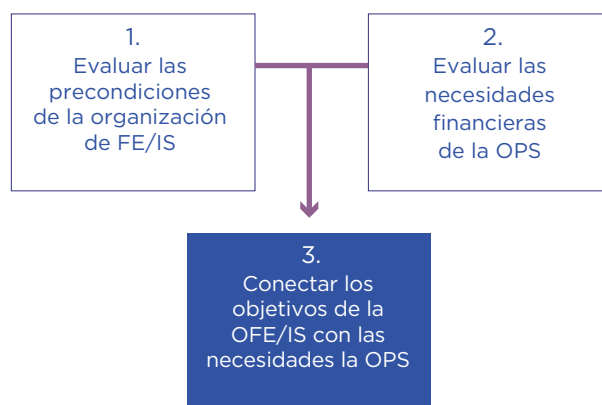 1.
Evaluar las
precondiciones
de la organización
de FE/IS
2.
Evaluar las
necesidades
financieras
de la OPS
3.
Conectar los
objetivos de la
OFE/IS con las
necesidades la OPS